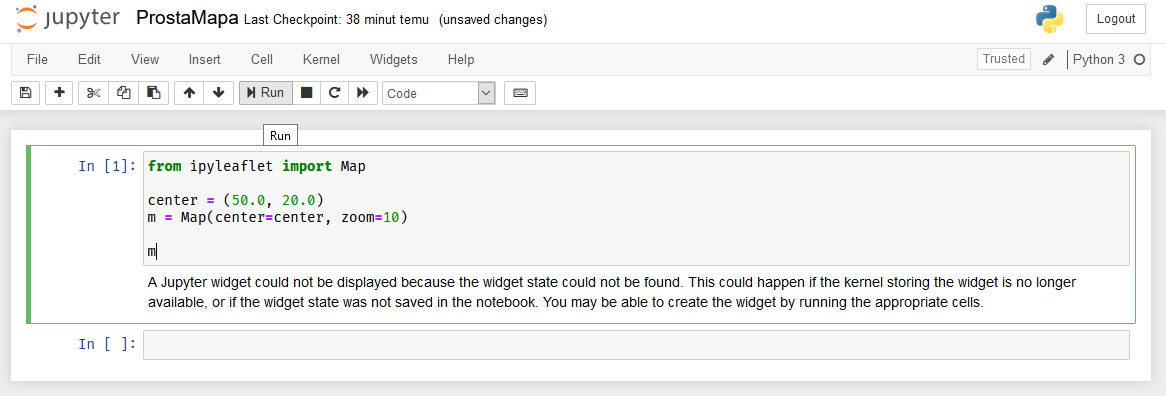 jupyter ProstaMapa Last Checkpoint: 38 minut temu (unsaved changes) Logout
File Edit View Insert Cell Kernel Widgets Help Trusted Python 3
Run Code
Run
In [1]: from ipyleaflet import Map
center = (50.0, 20.0)
m = Map(center=center, zoom=10)
m
A Jupyter widget could not be displayed because the widget state could not be found. This could happen if the kernel storing the widget is no longer
available, or if the widget state was not saved in the notebook. You may be able to create the widget by running the appropriate cells.
In [ ]: